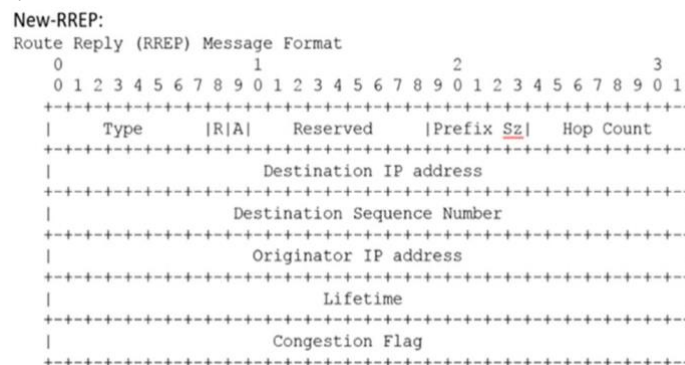 New-RREP:
Route Reply (RREP) Message Format
0 1 2 3
0 1 2 3 4 5 6 7 8 9 0 1 2 3 4 5 6 7 8 9 0 1 2 3 4 5 6 7 8 9 0 1
+-+-+-+-+-+-+-+-+-+-+-+-+-+-+-+-+-+-+-+-+-+-+-+-+-+-+-+-+-+-+-+-
| Type |R|A| Reserved |Prefix Sz| Hop Count
+-+-+-+-+-+-+-+-+-+-+-+-+-+-+-+-+-+-+-+-+-+-+-+-+-+-+-+-+-+-+-+-
| Destination IP address
+-+-+-+-+-+-+-+-+-+-+-+-+-+-+-+-+-+-+-+-+-+-+-+-+-+-+-+-+-+-+-+-
| Destination Sequence Number
+-+-+-+-+-+-+-+-+-+-+-+-+-+-+-+-+-+-+-+-+-+-+-+-+-+-+-+-+-+-+-+-
| Originator IP address
+-+-+-+-+-+-+-+-+-+-+-+-+-+-+-+-+-+-+-+-+-+-+-+-+-+-+-+-+-+-+-+-
| Lifetime
+-+-+-+-+-+-+-+-+-+-+-+-+-+-+-+-+-+-+-+-+-+-+-+-+-+-+-+-+-+-+-+-
| Congestion Flag
+-+-+-+-+-+-+-+-+-+-+-+-+-+-+-+-+-+-+-+-+-+-+-+-+-+-+-+-+-+-+-+-